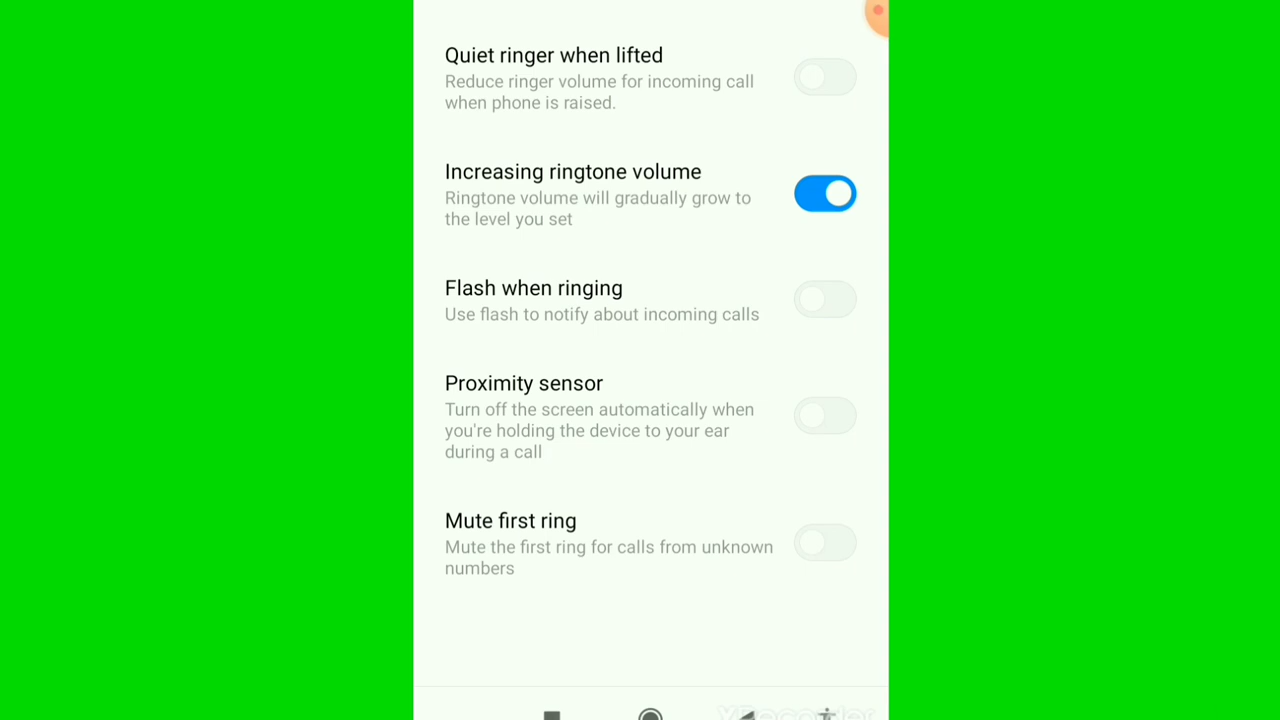 Quiet ringer when lifted
Reduce ringer volume for incoming call
when phone is raised.
Increasing ringtone volume
Ringtone volume will gradually grow to
the level you set
Flash when ringing
Use flash to notify about incoming calls
Proximity sensor
Turn off the screen automatically when
you're holding the device to your ear
during a call
Mute first ring
Mute the first ring for calls from unknown
numbers
XRecorder